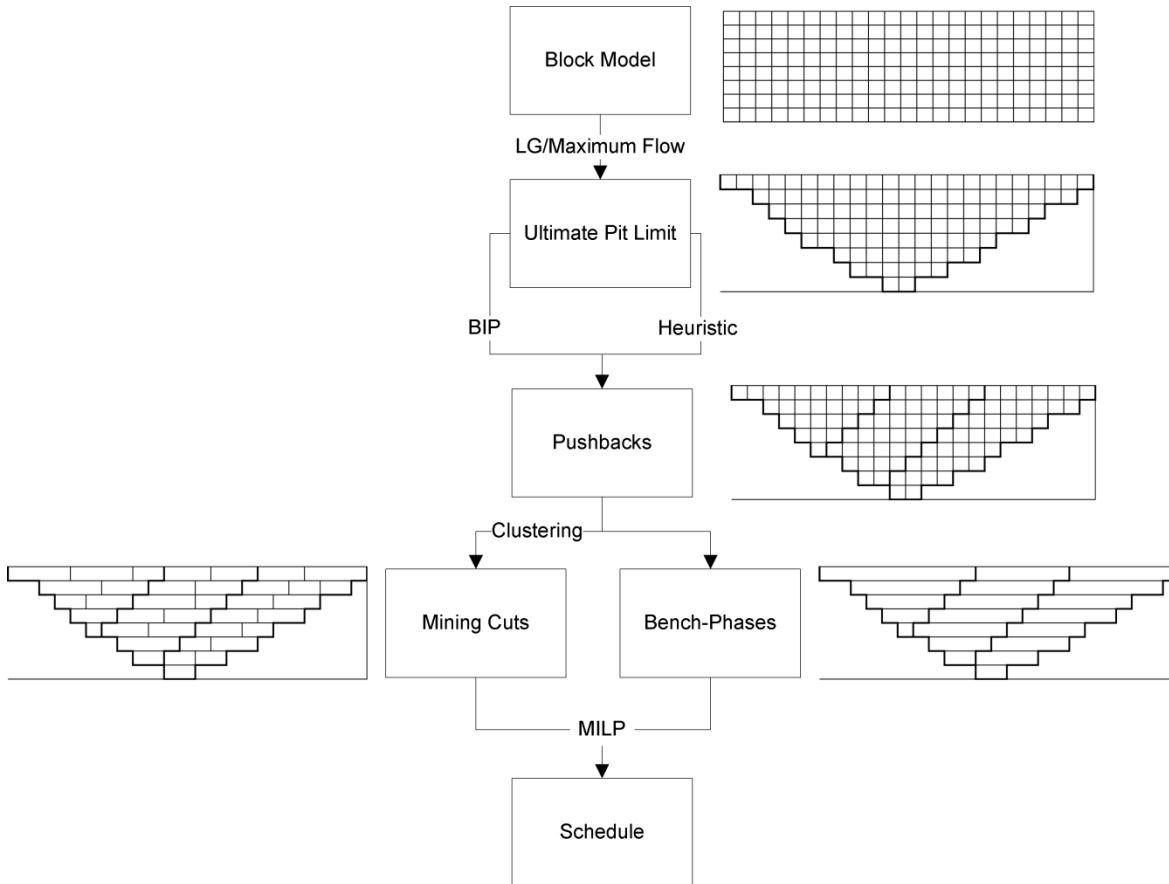 Block Model
LG/Maximum Flow
Ultimate Pit Limit
BIP
Heuristic
Pushbacks
Clustering
Mining Cuts
Bench-Phases
MILP
Schedule